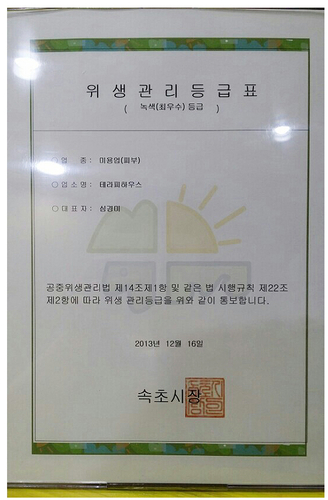 위생관리등급표
( 녹색(최우수) 등급 )
○ 업 종 : 미용업(피부)
○ 업 소 명 : 테라피하우스
○ 대 표 자 : 심경미
공중위생관리법 제14조제1항 및 같은 법 시행규칙 제22조
제2항에 따라 위생 관리등급을 위와 같이 통보합니다.
2013년 12월 16일
속초시장